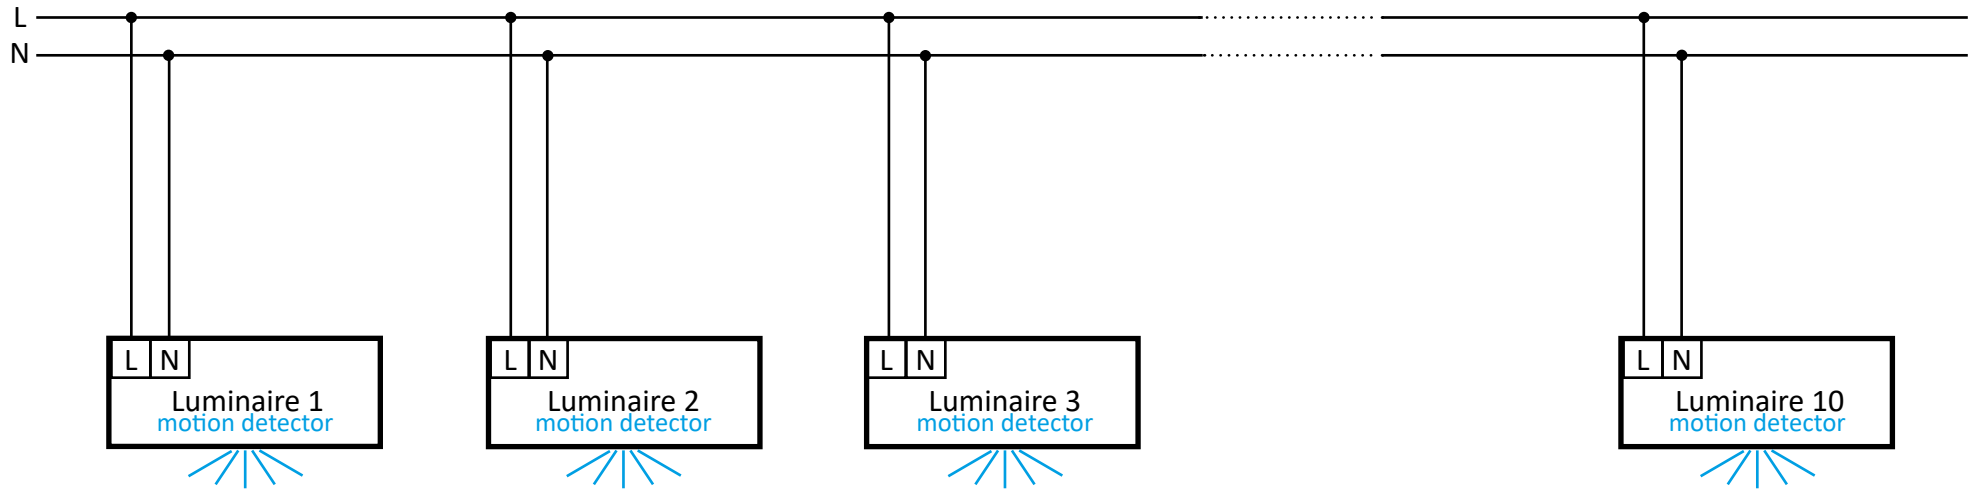 L
N
L N
Luminaire 1
motion detector
L N
Luminaire 2
motion detector
L N
Luminaire 3
motion detector
L N
Luminaire 10
motion detector